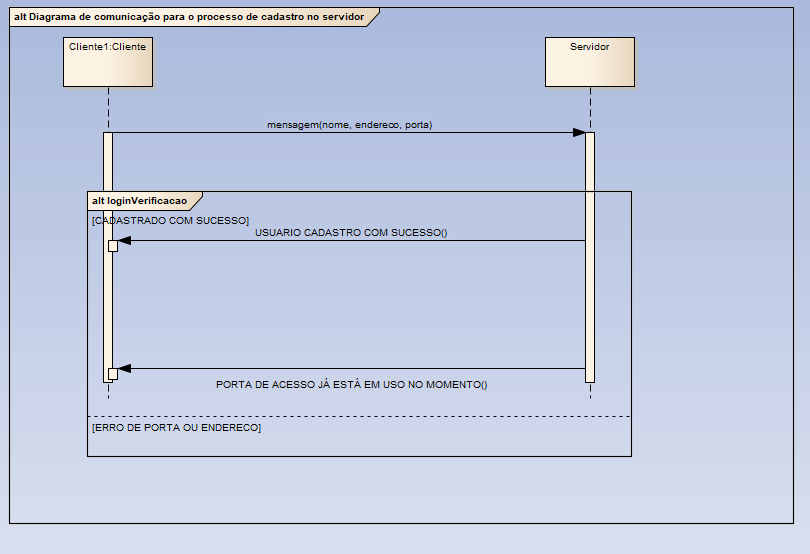 alt Diagrama de comunicação para o processo de cadastro no servidor
Cliente1:Cliente
Servidor
mensagem(nome, endereco, porta)
alt loginVerificacao
[CADASTRADO COM SUCESSO]
USUARIO CADASTRO COM SUCESSO()
PORTA DE ACESSO JÁ ESTÁ EM USO NO MOMENTO()
[ERRO DE PORTA OU ENDERECO]